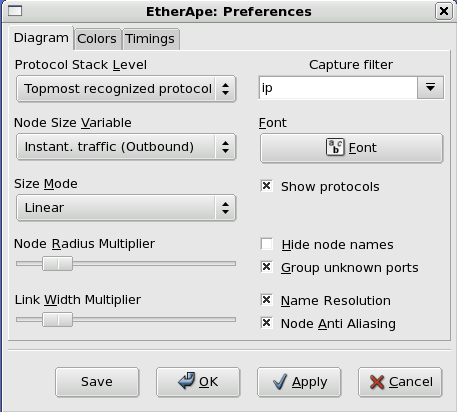 EtherApe: Preferences
Diagram Colors Timings
Protocol Stack Level
Topmost recognized protocol
Capture filter
ip
Node Size Variable
Instant. traffic (Outbound)
Font
Font
Size Mode
Linear
Show protocols
Node Radius Multiplier
Hide node names
Group unknown ports
Link Width Multiplier
Name Resolution
Node Anti Aliasing
Save OK Apply Cancel